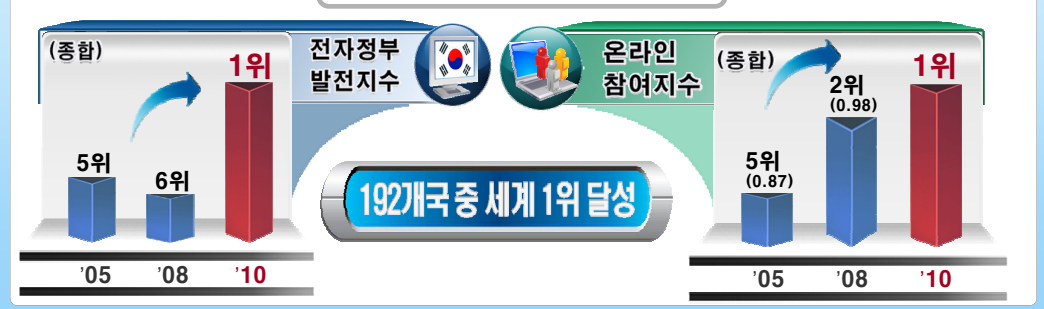 (종합)
1위
5위
6위
'05 '08 '10
전자정부
발전지수
온라인
참여지수
192개국 중 세계 1위 달성
(종합)
1위
2위
(0.98)
5위
(0.87)
'05 '08 '10